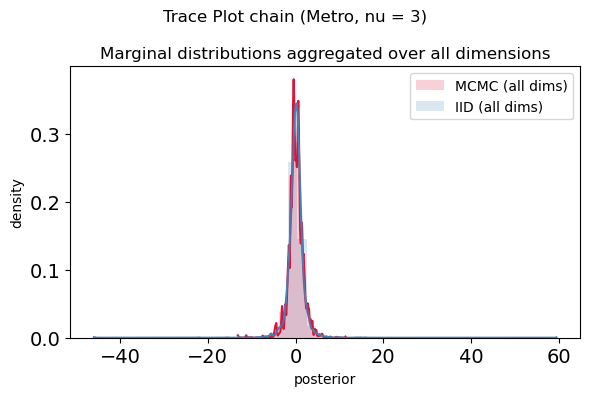 Trace Plot chain (Metro, nu = 3)
Marginal distributions aggregated over all dimensions
MCMC (all dims)
IID (all dims)
density
0.3
0.2
0.1
0.0
−40
−20
0
20
40
60
posterior